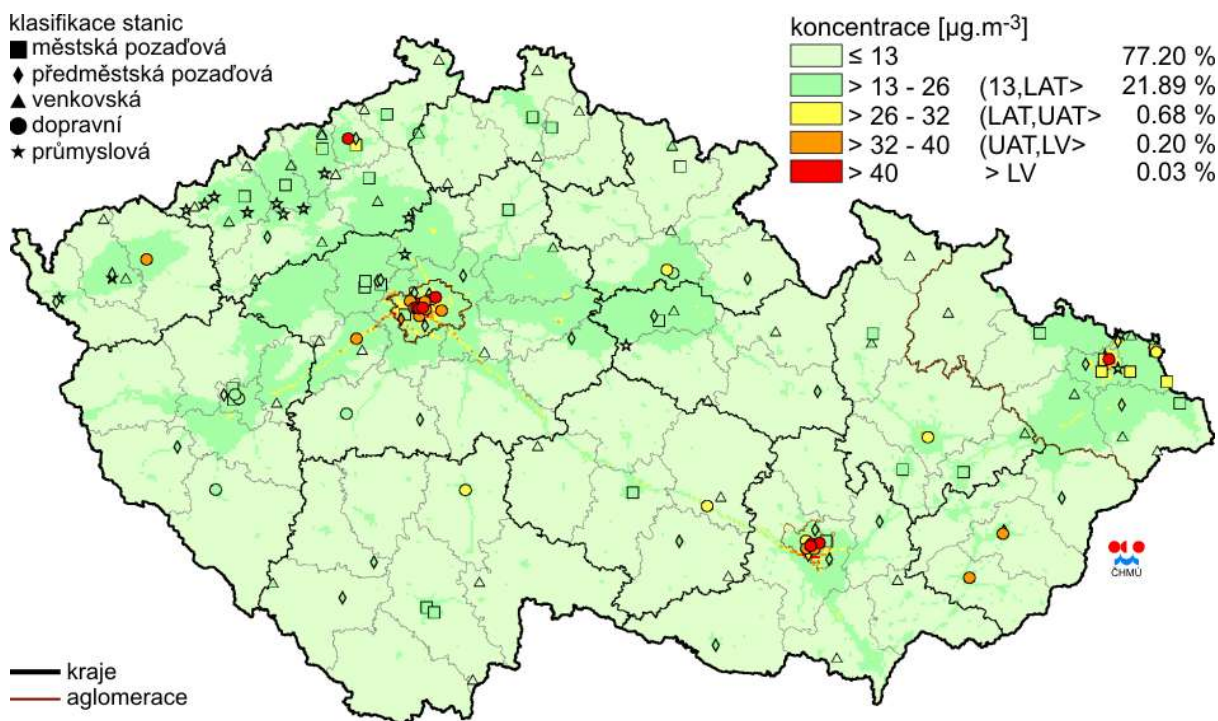 klasifikace stanic
městská pozaďová
předměstská pozaďová
venkovská
dopravní
průmyslová
koncentrace [µg.m-3]
≤ 13 77.20 %
> 13 - 26 (13,LAT> 21.89 %
> 26 - 32 (LAT,UAT> 0.68 %
> 32 - 40 (UAT,LV> 0.20 %
> 40 > LV 0.03 %
ČHMÚ
kraje
aglomerace